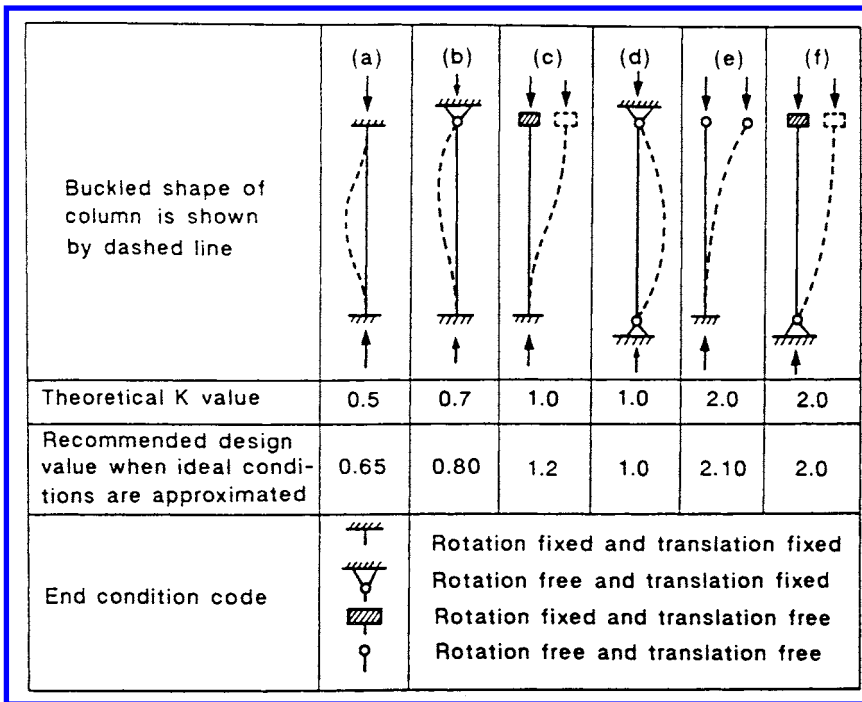 (a) (b) (c) (d) (e) (f)
Buckled shape of
column is shown
by dashed line
Theoretical K value 0.5 0.7 1.0 1.0 2.0 2.0
Recommended design
value when ideal condi-
tions are approximated
0.65 0.80 1.2 1.0 2.10 2.0
End condition code
Rotation fixed and translation fixed
Rotation free and translation fixed
Rotation fixed and translation free
Rotation free and translation free